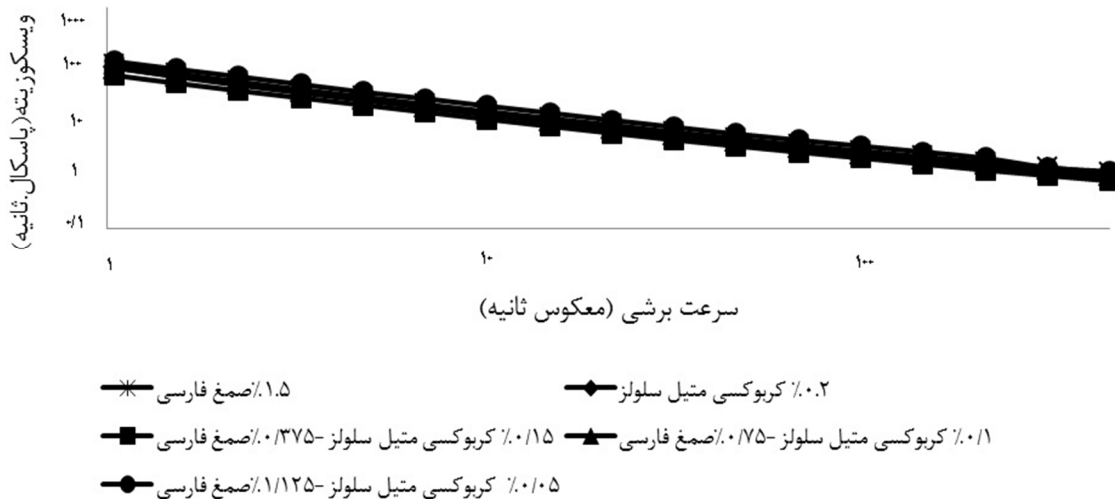 ویسکوزیته(پاسکال.ثانیه)
۱۰۰۰
۱۰۰
۱۰
۱
۰/۱
۱
۱۰
۱۰۰
سرعت برشی (معکوس ثانیه)
۱.۵٪صمغ فارسی
۰.۲٪ کربوکسی متیل سلولز
۰/۱۵٪ کربوکسی متیل سلولز -۰/۳۷۵٪صمغ فارسی
۰/۱٪ کربوکسی متیل سلولز -۰/۷۵٪صمغ فارسی
۰/۰۵٪ کربوکسی متیل سلولز -۱/۱۲۵٪صمغ فارسی